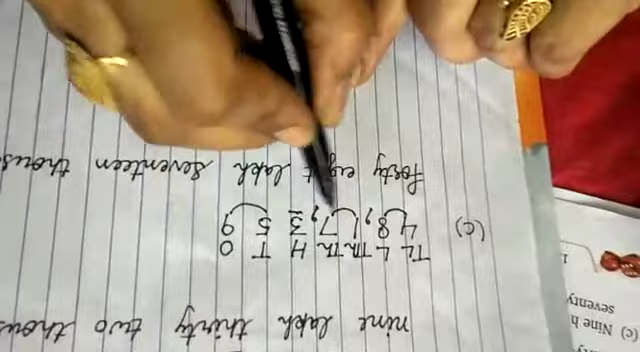 nine lakh thirty two thous
(c) TL L TTh Th H T O
4 8, 1 7, 3 5 9
forty eight lakh seventeen thous
(c) Nine h
seventy